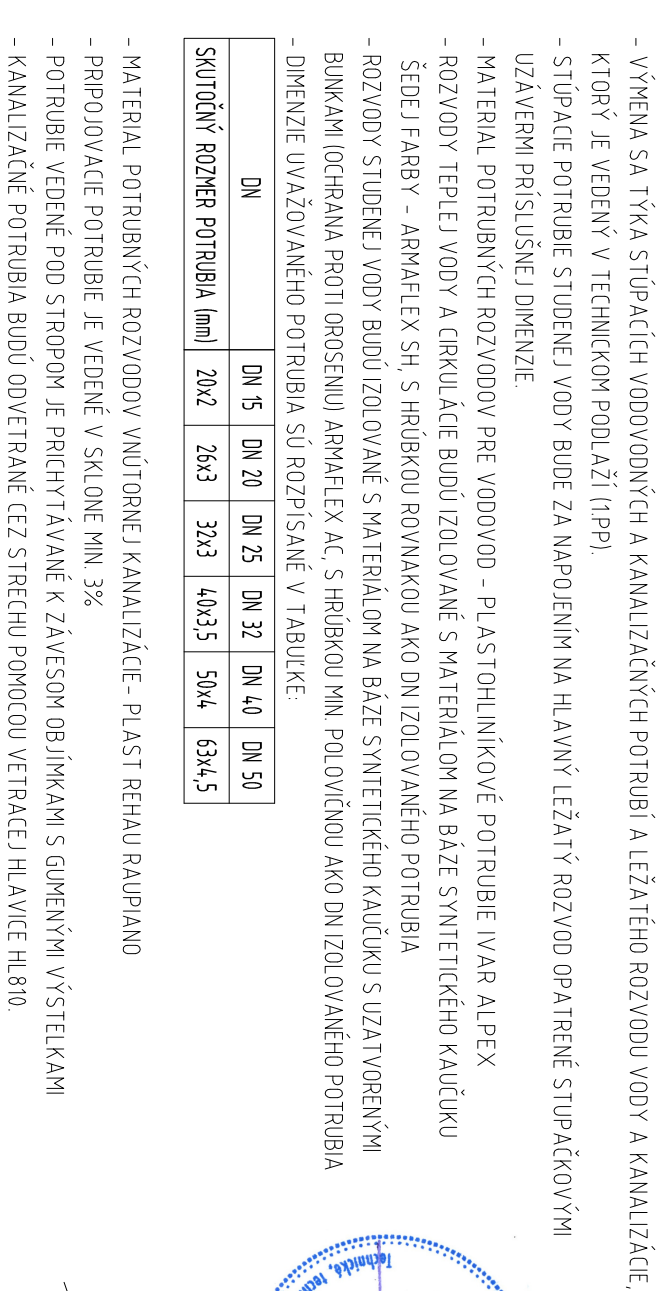 - VÝMENA SA TÝKA STÚPACÍCH VODOVODNÝCH A KANALIZAČNÝCH POTRUBÍ A LEŽATÉHO ROZVODU VODY A KANALIZÁCIE,
KTORÝ JE VEDENÝ V TECHNICKOM PODLAŽÍ (1.PP).
- STÚPACIE POTRUBIE STUDENEJ VODY BUDE ZA NAPOJENÍM NA HLAVNÝ LEŽATÝ ROZVOD OPATRENÉ STUPAČKOVÝMI
UZÁVERMI PRÍSLUŠNEJ DIMENZIE.
- MATERIAL POTRUBNÝCH ROZVODOV PRE VODOVOD - PLASTOHLINÍKOVÉ POTRUBIE IVAR ALPEX
- ROZVODY TEPLEJ VODY A CIRKULÁCIE BUDÚ IZOLOVANÉ S MATERIÁLOM NA BÁZE SYNTETICKÉHO KAUČUKU
ŠEDEJ FARBY - ARMAFLEX SH, S HRÚBKOU ROVNAKOU AKO DN IZOLOVANÉHO POTRUBIA
- ROZVODY STUDENEJ VODY BUDÚ IZOLOVANÉ S MATERIÁLOM NA BÁZE SYNTETICKÉHO KAUČUKU S UZATVORENÝMI
BUNKAMI (OCHRANA PROTI OROSENIU) ARMAFLEX AC, S HRÚBKOU MIN. POLOVIČNOU AKO DN IZOLOVANÉHO POTRUBIA
- DIMENZIE UVAŽOVANÉHO POTRUBIA SÚ ROZPÍSANÉ V TABUĽKE:
DN DN 15 DN 20 DN 25 DN 32 DN 40 DN 50
SKUTOČNÝ ROZMER POTRUBIA (mm) 20x2 26x3 32x3 40x3,5 50x4 63x4,5
- MATERIAL POTRUBNÝCH ROZVODOV VNÚTORNEJ KANALIZÁCIE - PLAST REHAU RAUPIANO
- PRIPOJOVACIE POTRUBIE JE VEDENÉ V SKLONE MIN. 3%
- POTRUBIE VEDENÉ POD STROPOM JE PRICHYTÁVANÉ K ZÁVESOM OBJÍMKAMI S GUMENÝMI VÝSTELKAMI
- KANALIZAČNÉ POTRUBIA BUDÚ ODVETRANÉ CEZ STRECHU POMOCOU VETRACEJ HLAVICE HL810.
Technické,